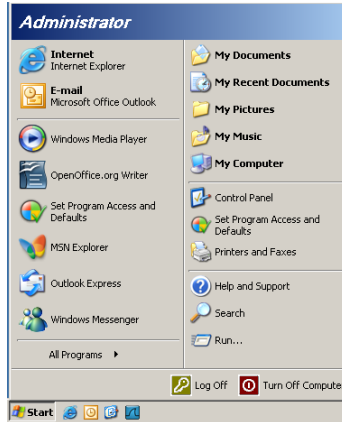 Administrator
Internet
Internet Explorer
E-mail
Microsoft Office Outlook
Windows Media Player
OpenOffice.org Writer
Set Program Access and
Defaults
MSN Explorer
Outlook Express
Windows Messenger
All Programs
My Documents
My Recent Documents
My Pictures
My Music
My Computer
Control Panel
Set Program Access and
Defaults
Printers and Faxes
Help and Support
Search
Run...
Log Off
Turn Off Compute
Start